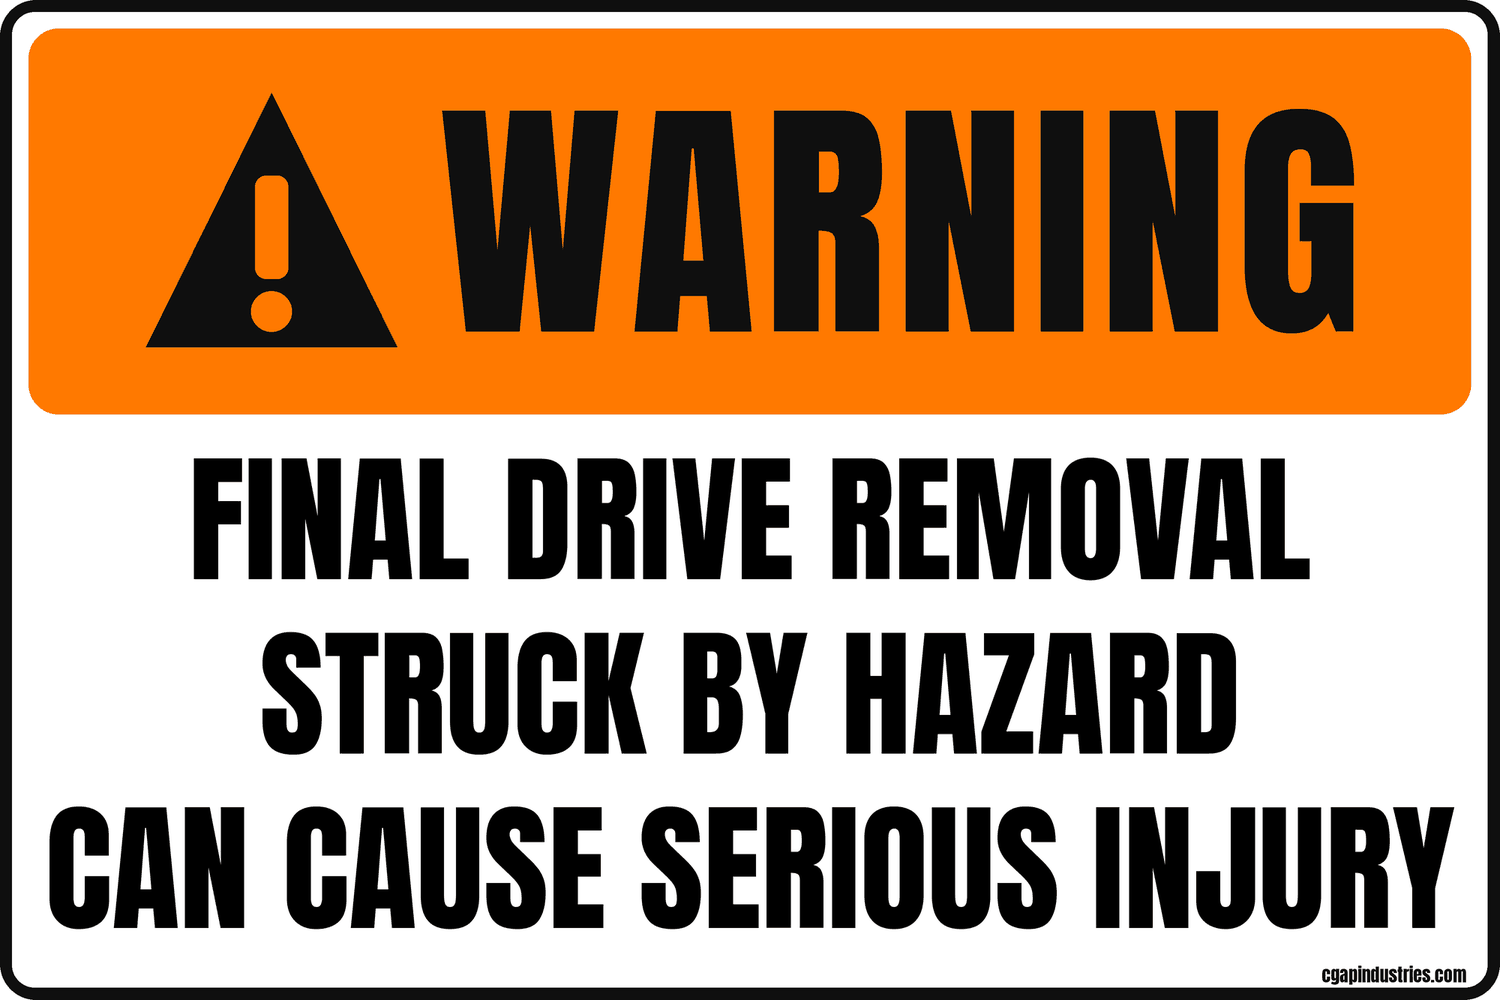 WARNING
FINAL DRIVE REMOVAL
STRUCK BY HAZARD
CAN CAUSE SERIOUS INJURY
cgapindustries.com